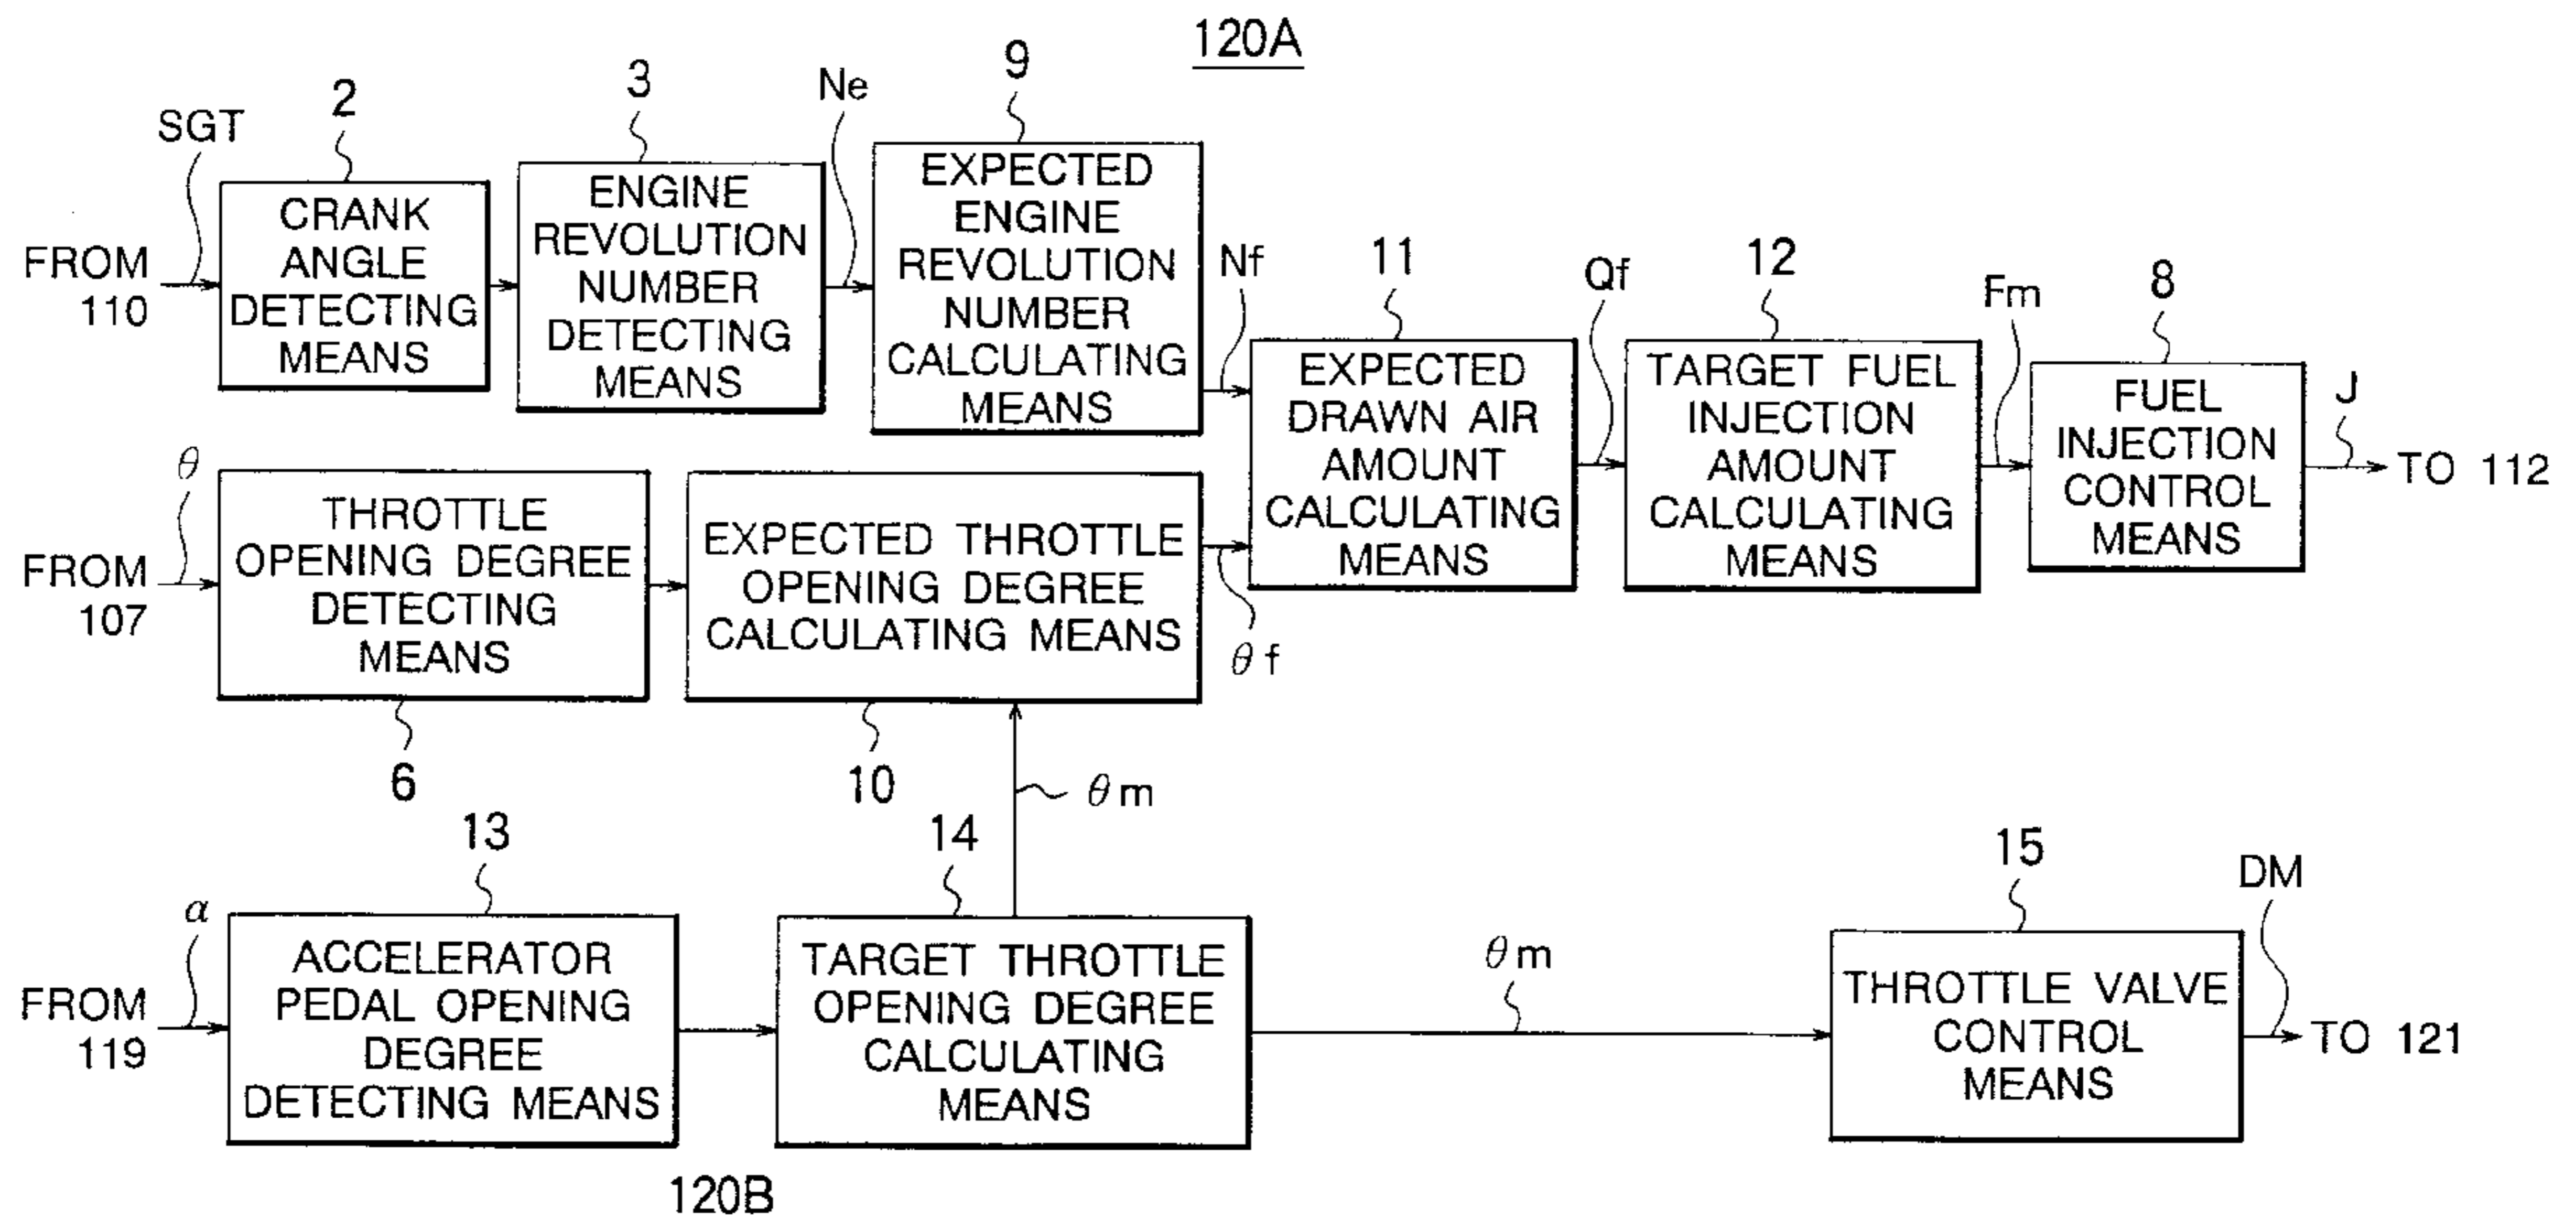 120A
SGT
2
3
Ne
9
FROM
110
CRANK
ANGLE
DETECTING
MEANS
ENGINE
REVOLUTION
NUMBER
DETECTING
MEANS
EXPECTED
ENGINE
REVOLUTION
NUMBER
CALCULATING
MEANS
Nf
11
EXPECTED
DRAWN AIR
AMOUNT
CALCULATING
MEANS
Qf
12
TARGET FUEL
INJECTION
AMOUNT
CALCULATING
MEANS
Fm
8
FUEL
INJECTION
CONTROL
MEANS
J
TO 112
θ
FROM
107
THROTTLE
OPENING DEGREE
DETECTING
MEANS
6
EXPECTED THROTTLE
OPENING DEGREE
CALCULATING MEANS
10
θf
θm
13
α
FROM
119
ACCELERATOR
PEDAL OPENING
DEGREE
DETECTING MEANS
14
TARGET THROTTLE
OPENING DEGREE
CALCULATING
MEANS
θm
15
THROTTLE VALVE
CONTROL
MEANS
DM
TO 121
120B